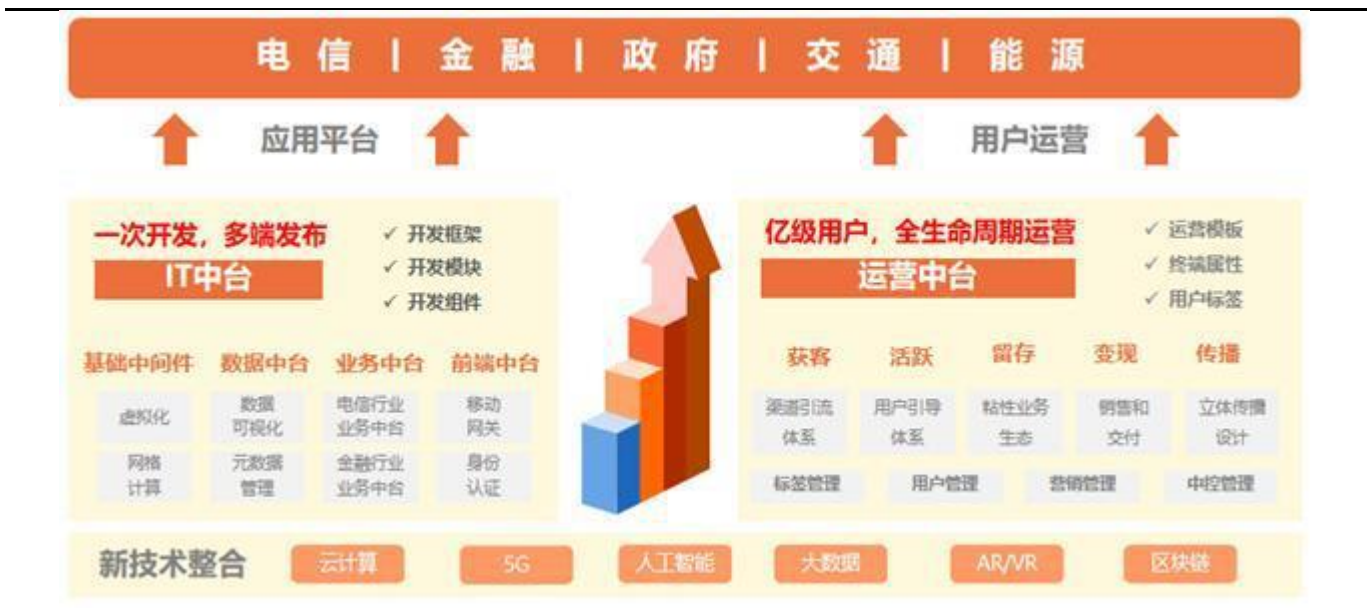 电信 | 金融 | 政府 | 交通 | 能源
应用平台
用户运营
一次开发，多端发布
IT中台
✓ 开发框架
✓ 开发模块
✓ 开发组件
基础中间件 数据中台 业务中台 前端中台
虚拟化
数据
可视化
电信行业
业务中台
移动
网关
网格
计算
元数据
管理
金融行业
业务中台
身份
认证
亿级用户，全生命周期运营
运营中台
✓ 运营模板
✓ 终端属性
✓ 用户标签
获客 活跃 留存 变现 传播
渠道引流
体系
用户引导
体系
粘性业务
生态
销售和
交付
立体传播
设计
标签管理 用户管理 营销管理 中控管理
新技术整合 云计算 5G 人工智能 大数据 AR/VR 区块链